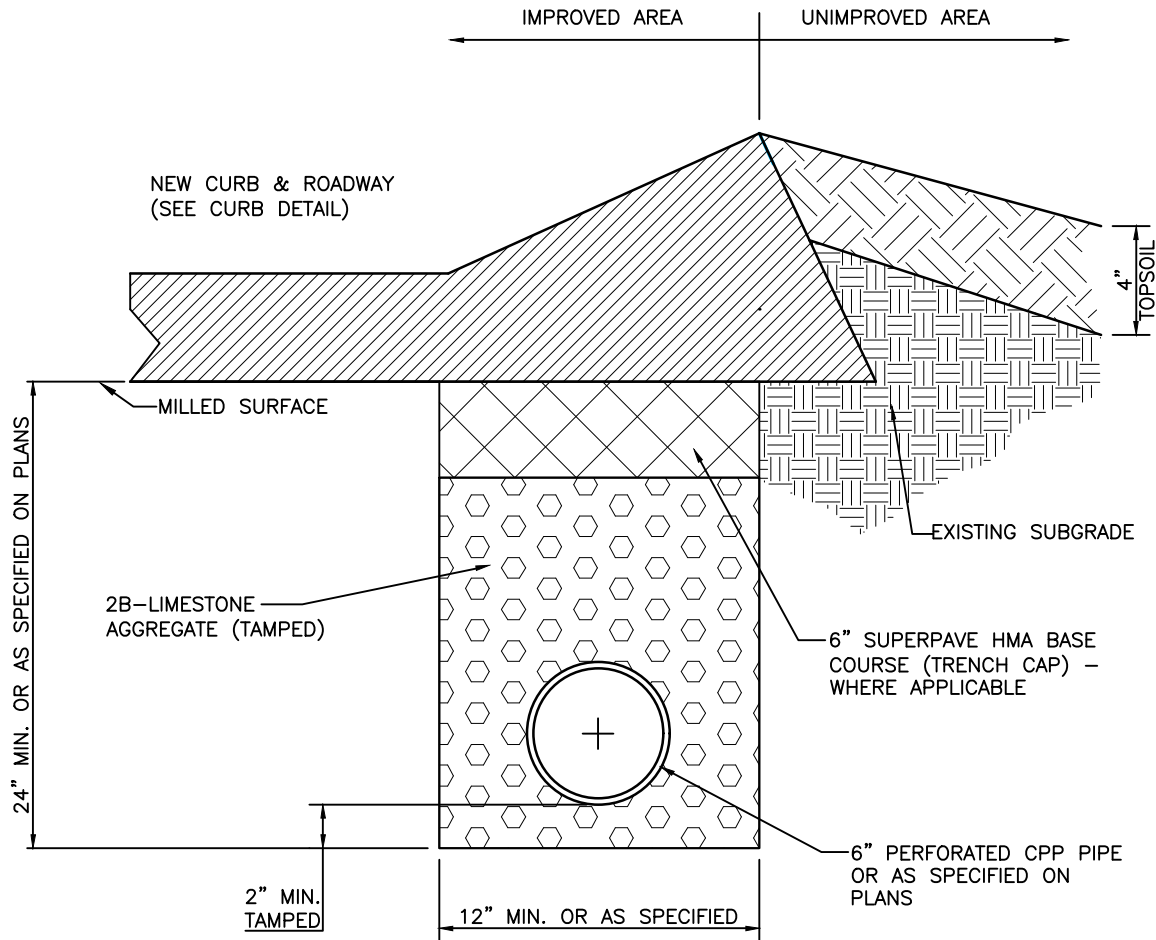 IMPROVED AREA
UNIMPROVED AREA
NEW CURB & ROADWAY
(SEE CURB DETAIL)
4"
TOPSOIL
MILLED SURFACE
24" MIN. OR AS SPECIFIED ON PLANS
EXISTING SUBGRADE
2B-LIMESTONE
AGGREGATE (TAMPED)
6" SUPERPAVE HMA BASE
COURSE (TRENCH CAP) –
WHERE APPLICABLE
6" PERFORATED CPP PIPE
OR AS SPECIFIED ON
PLANS
2" MIN.
TAMPED
12" MIN. OR AS SPECIFIED